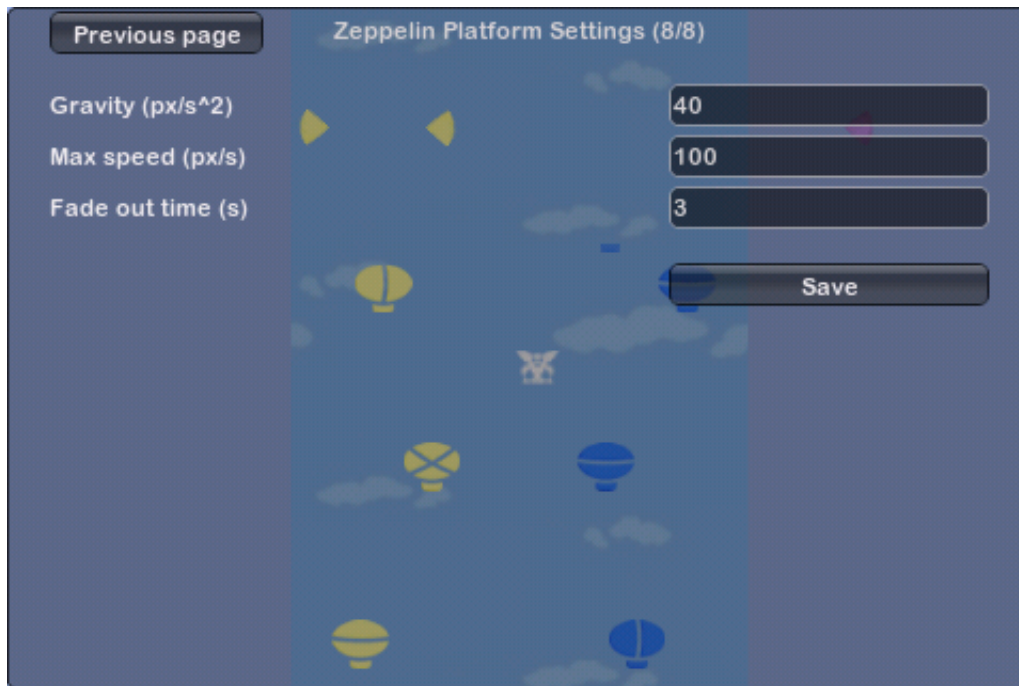 Previous page
Zeppelin Platform Settings (8/8)
Gravity (px/s^2)
40
Max speed (px/s)
100
Fade out time (s)
3
Save